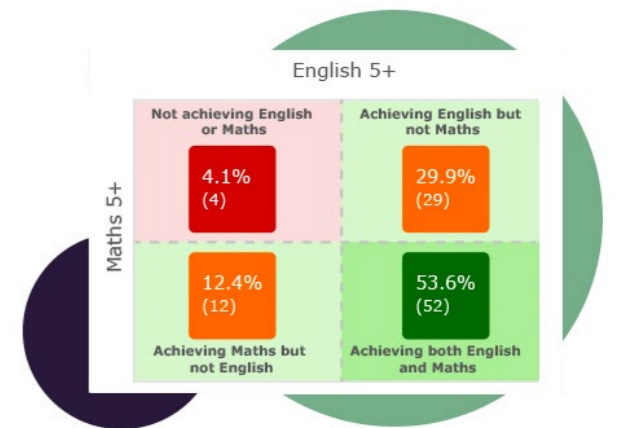 English 5+
Maths 5+
Not achieving English
or Maths
4.1%
(4)
Achieving English but
not Maths
29.9%
(29)
12.4%
(12)
Achieving Maths but
not English
53.6%
(52)
Achieving both English
and Maths